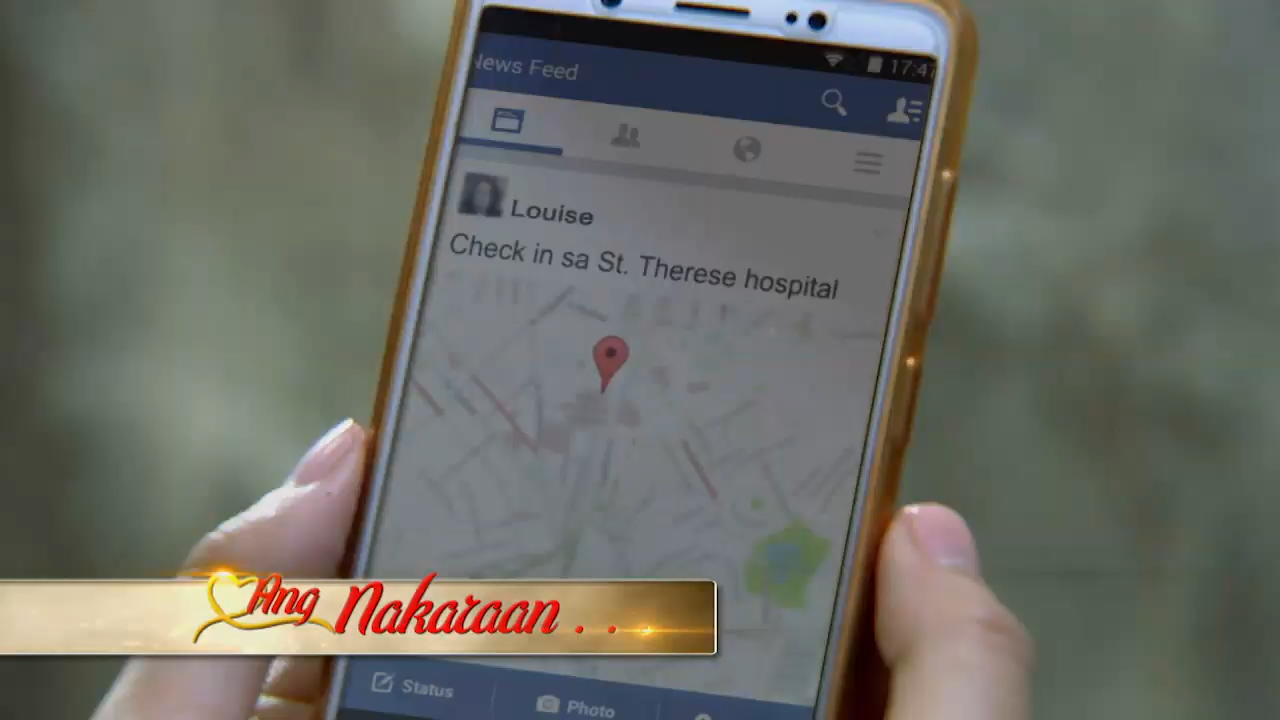 17:47
News Feed
Louise
Check in sa St. Therese hospital
Ang Nakaraan . . .
Status
Photo